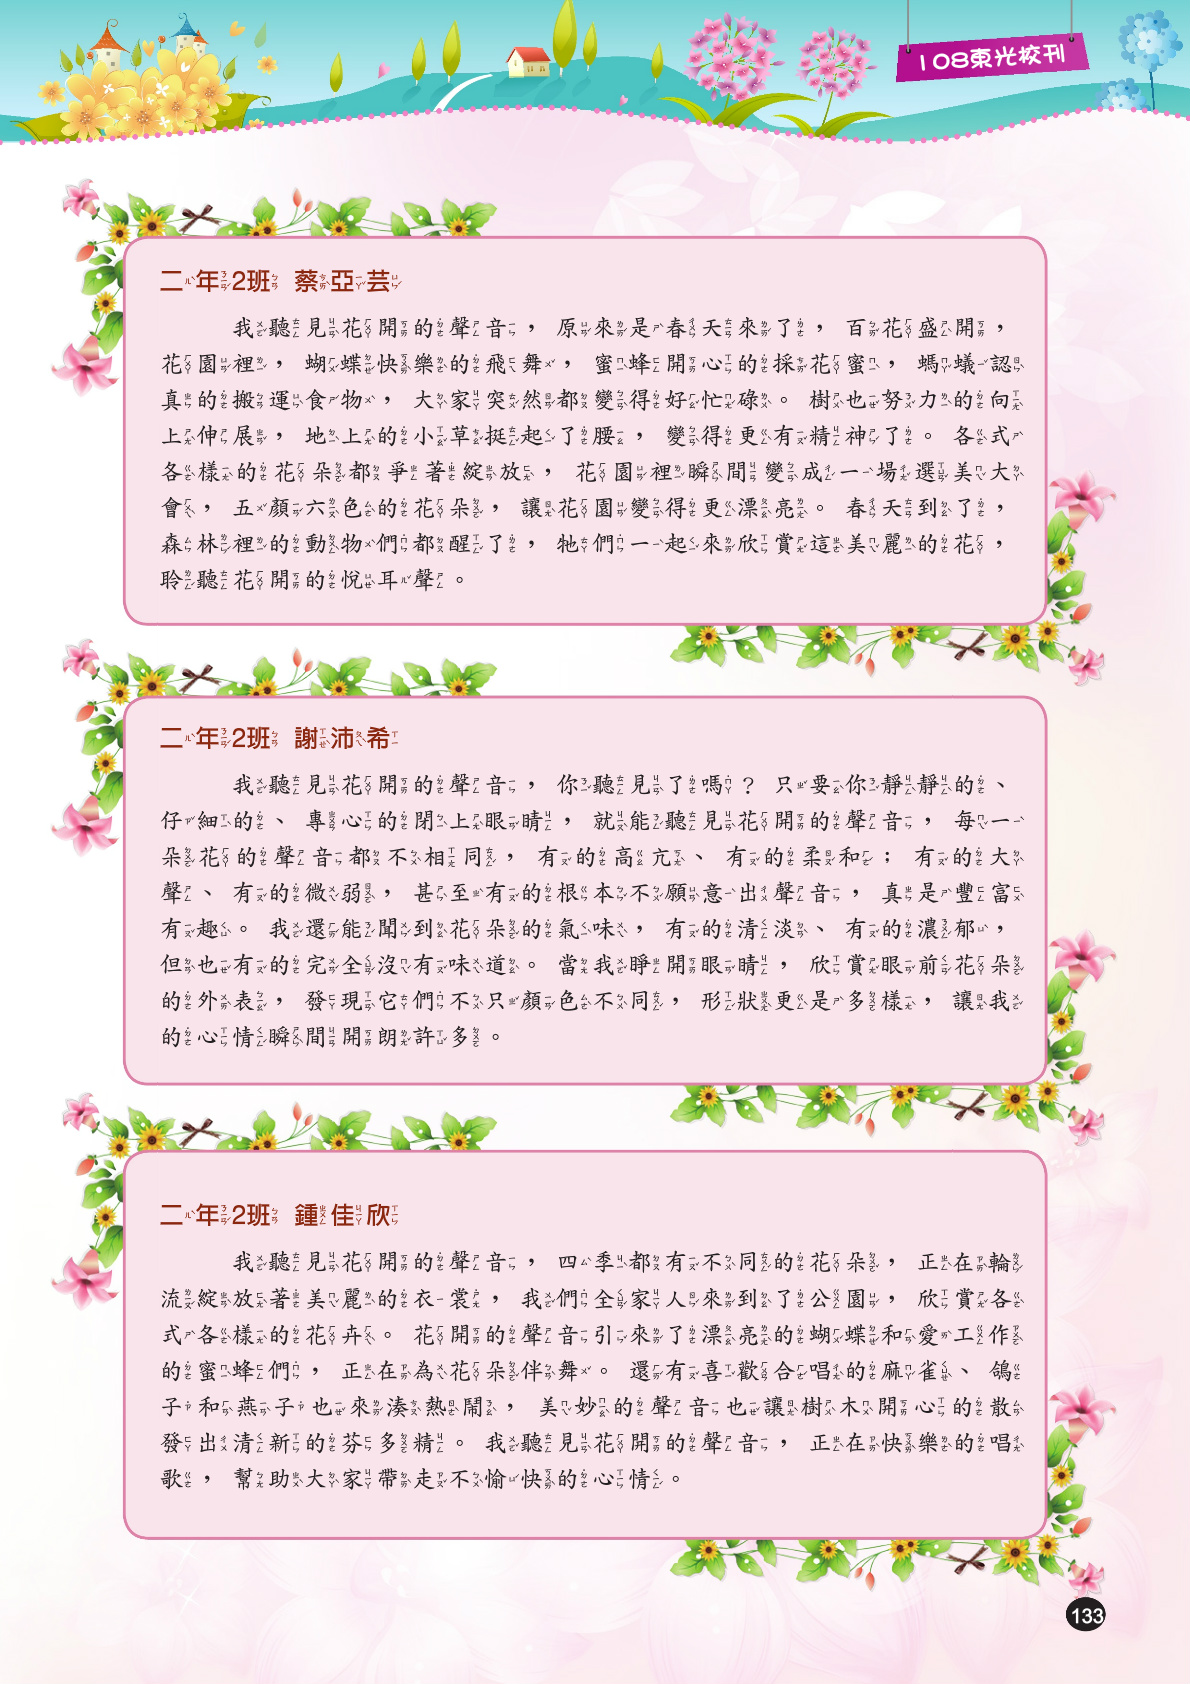 108東光校刊
二年2班 蔡亞芸
我聽見花開的聲音，原來是春天來了，百花盛開，
花園裡，蝴蝶快樂的飛舞，蜜蜂開心的採花蜜，螞蟻認
真的搬運食物，大家突然都變得好忙碌。樹也努力的向
上伸展，地上的小草挺起了腰，變得更有精神了。各式
各樣的花朵都爭著綻放，花園裡瞬間變成一場選美大
會，五顏六色的花朵，讓花園變得更漂亮。春天到了，
森林裡的動物們都醒了，牠們一起來欣賞這美麗的花，
聆聽花開的悅耳聲。
二年2班 謝沛希
我聽見花開的聲音，你聽見了嗎？只要你靜靜的、
仔細的、專心的閉上眼睛，就能聽見花開的聲音，每一
朵花的聲音都不相同，有的高亢、有的柔和；有的大
聲、有的微弱，甚至有的根本不願意出聲音，真是豐富
有趣。我還能聞到花朵的氣味，有的清淡、有的濃郁，
但也有的完全沒有味道。當我睜開眼睛，欣賞眼前花朵
的外表，發現它們不只顏色不同，形狀更是多樣，讓我
的心情瞬間開朗許多。
二年2班 鍾佳欣
我聽見花開的聲音，四季都有不同的花朵，正在輪
流綻放著美麗的衣裳，我們全家人來到了公園，欣賞各
式各樣的花卉。花開的聲音引來了漂亮的蝴蝶和愛工作
的蜜蜂們，正在為花朵伴舞。還有喜歡合唱的麻雀、鴿
子和燕子也來湊熱鬧，美妙的聲音也讓樹木開心的散
發出清新的芬多精。我聽見花開的聲音，正在快樂的唱
歌，幫助大家帶走不愉快的心情。
133